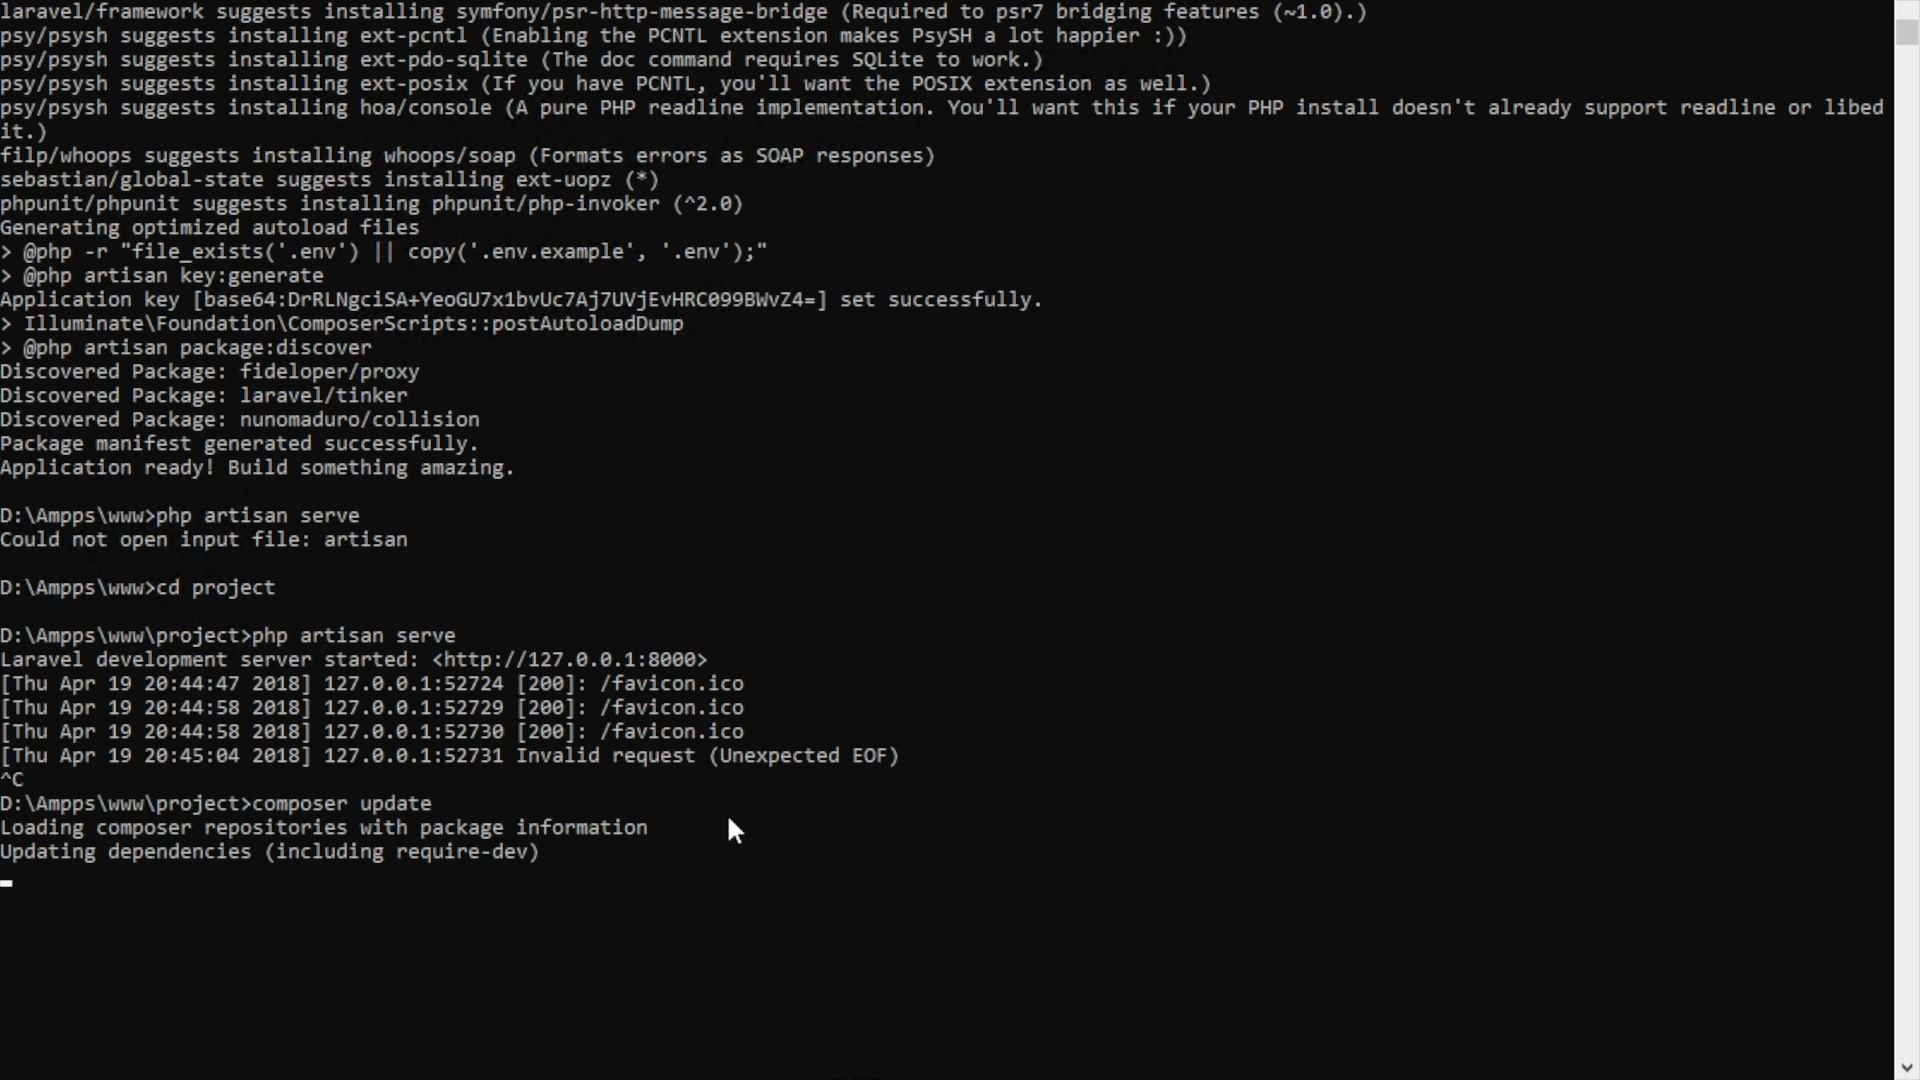 laravel/framework suggests installing symfony/psr-http-message-bridge (Required to psr7 bridging features (~1.0).)
psy/psysh suggests installing ext-pcntl (Enabling the PCNTL extension makes PsySH a lot happier :))
psy/psysh suggests installing ext-pdo-sqlite (The doc command requires SQLite to work.)
psy/psysh suggests installing ext-posix (If you have PCNTL, you'll want the POSIX extension as well.)
psy/psysh suggests installing hoa/console (A pure PHP readline implementation. You'll want this if your PHP install doesn't already support readline or libed
it.)
filp/whoops suggests installing whoops/soap (Formats errors as SOAP responses)
sebastian/global-state suggests installing ext-uopz (*)
phpunit/phpunit suggests installing phpunit/php-invoker (^2.0)
Generating optimized autoload files
> @php -r "file_exists('.env') || copy('.env.example', '.env');"
> @php artisan key:generate
Application key [base64:DrRLNgciSA+YeoGU7x1bvUc7Aj7UVjEvHRC099BWvZ4=] set successfully.
> Illuminate\Foundation\ComposerScripts::postAutoloadDump
> @php artisan package:discover
Discovered Package: fideloper/proxy
Discovered Package: laravel/tinker
Discovered Package: nunomaduro/collision
Package manifest generated successfully.
Application ready! Build something amazing.
D:\Ampps\www>php artisan serve
Could not open input file: artisan
D:\Ampps\www>cd project
D:\Ampps\www\project>php artisan serve
Laravel development server started: <http://127.0.0.1:8000>
[Thu Apr 19 20:44:47 2018] 127.0.0.1:52724 [200]: /favicon.ico
[Thu Apr 19 20:44:58 2018] 127.0.0.1:52729 [200]: /favicon.ico
[Thu Apr 19 20:44:58 2018] 127.0.0.1:52730 [200]: /favicon.ico
[Thu Apr 19 20:45:04 2018] 127.0.0.1:52731 Invalid request (Unexpected EOF)
^C
D:\Ampps\www\project>composer update
Loading composer repositories with package information
Updating dependencies (including require-dev)